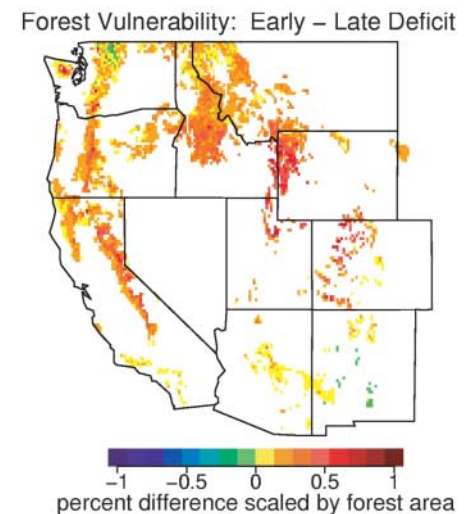 Forest Vulnerability: Early – Late Deficit
−1 −0.5 0 0.5 1
percent difference scaled by forest area